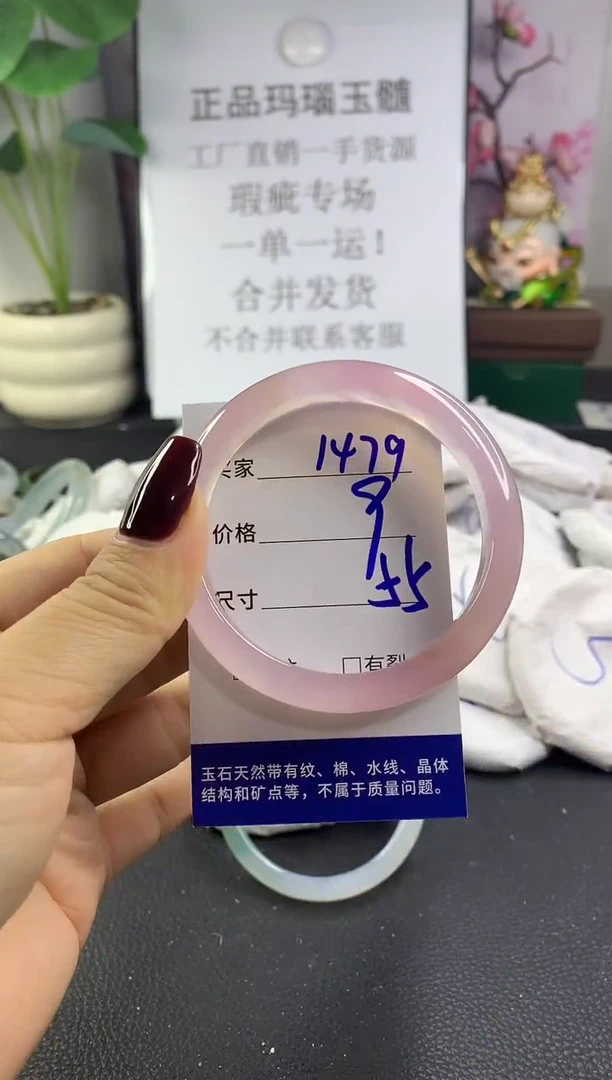 正品玛瑙玉髓
工厂直销一手货源
瑕疵专场
一单一运！
合并发货
不合并联系客服
买家 1479
价格 9
尺寸 55
□有裂
玉石天然带有纹、棉、水线、晶体
结构和矿点等，不属于质量问题。